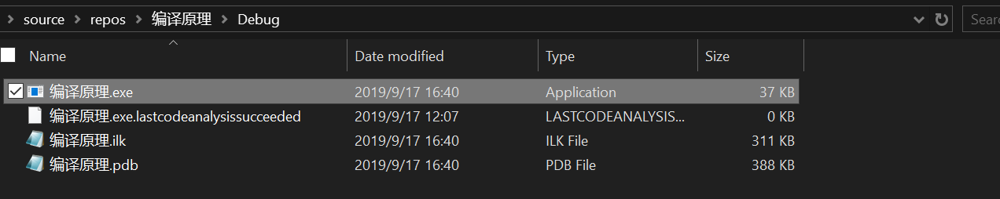 source repos 编译原理 Debug Sear
Name Date modified Type Size
编译原理.exe 2019/9/17 16:40 Application 37 KB
编译原理.exe.lastcodeanalysissucceeded 2019/9/17 12:07 LASTCODEANALYSIS... 0 KB
编译原理.ilk 2019/9/17 16:40 ILK File 311 KB
编译原理.pdb 2019/9/17 16:40 PDB File 388 KB